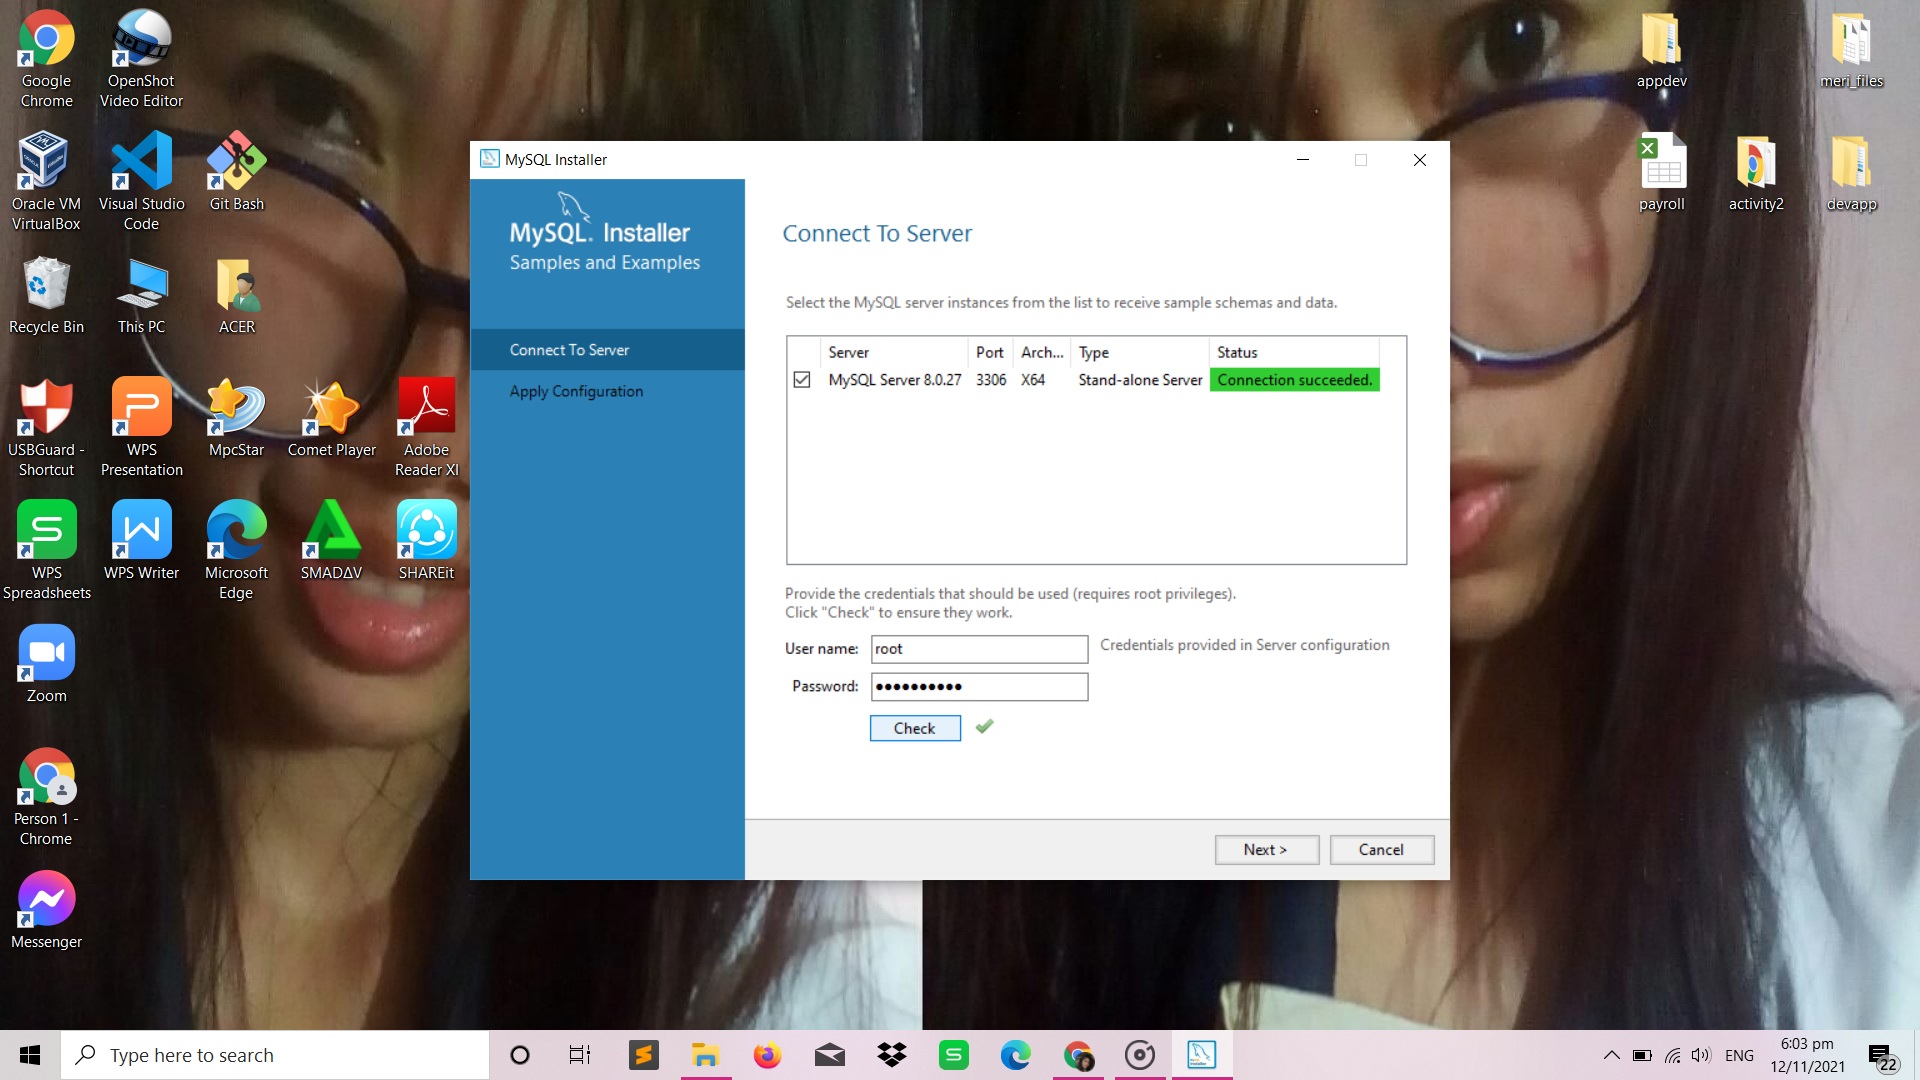 Google
Chrome
OpenShot
Video Editor
Oracle VM
VirtualBox
Visual Studio
Code
Git Bash
Recycle Bin
This PC
ACER
USBGuard -
Shortcut
WPS
Presentation
MpcStar
Comet Player
Adobe
Reader XI
WPS
Spreadsheets
WPS Writer
Microsoft
Edge
SMADΔV
SHAREit
Zoom
Person 1 -
Chrome
Messenger
appdev
meri_files
payroll
activity2
devapp
MySQL Installer
MySQL. Installer
Samples and Examples
Connect To Server
Apply Configuration
Connect To Server
Select the MySQL server instances from the list to receive sample schemas and data.
Server Port Arch... Type Status
MySQL Server 8.0.27 3306 X64 Stand-alone Server Connection succeeded.
Provide the credentials that should be used (requires root privileges).
Click "Check" to ensure they work.
User name: root Credentials provided in Server configuration
Password: ●●●●●●●●●●
Check
Next > Cancel
Type here to search
ENG
6:03 pm
12/11/2021
22